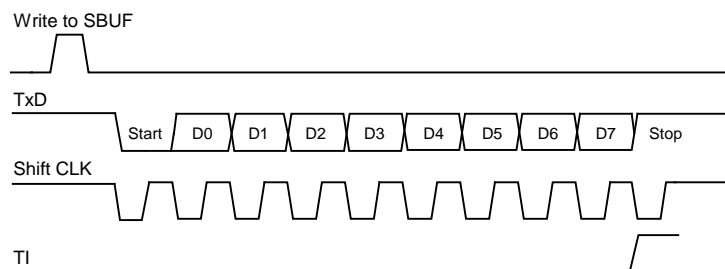 Write to SBUF
TxD
Start D0 D1 D2 D3 D4 D5 D6 D7 Stop
Shift CLK
TI